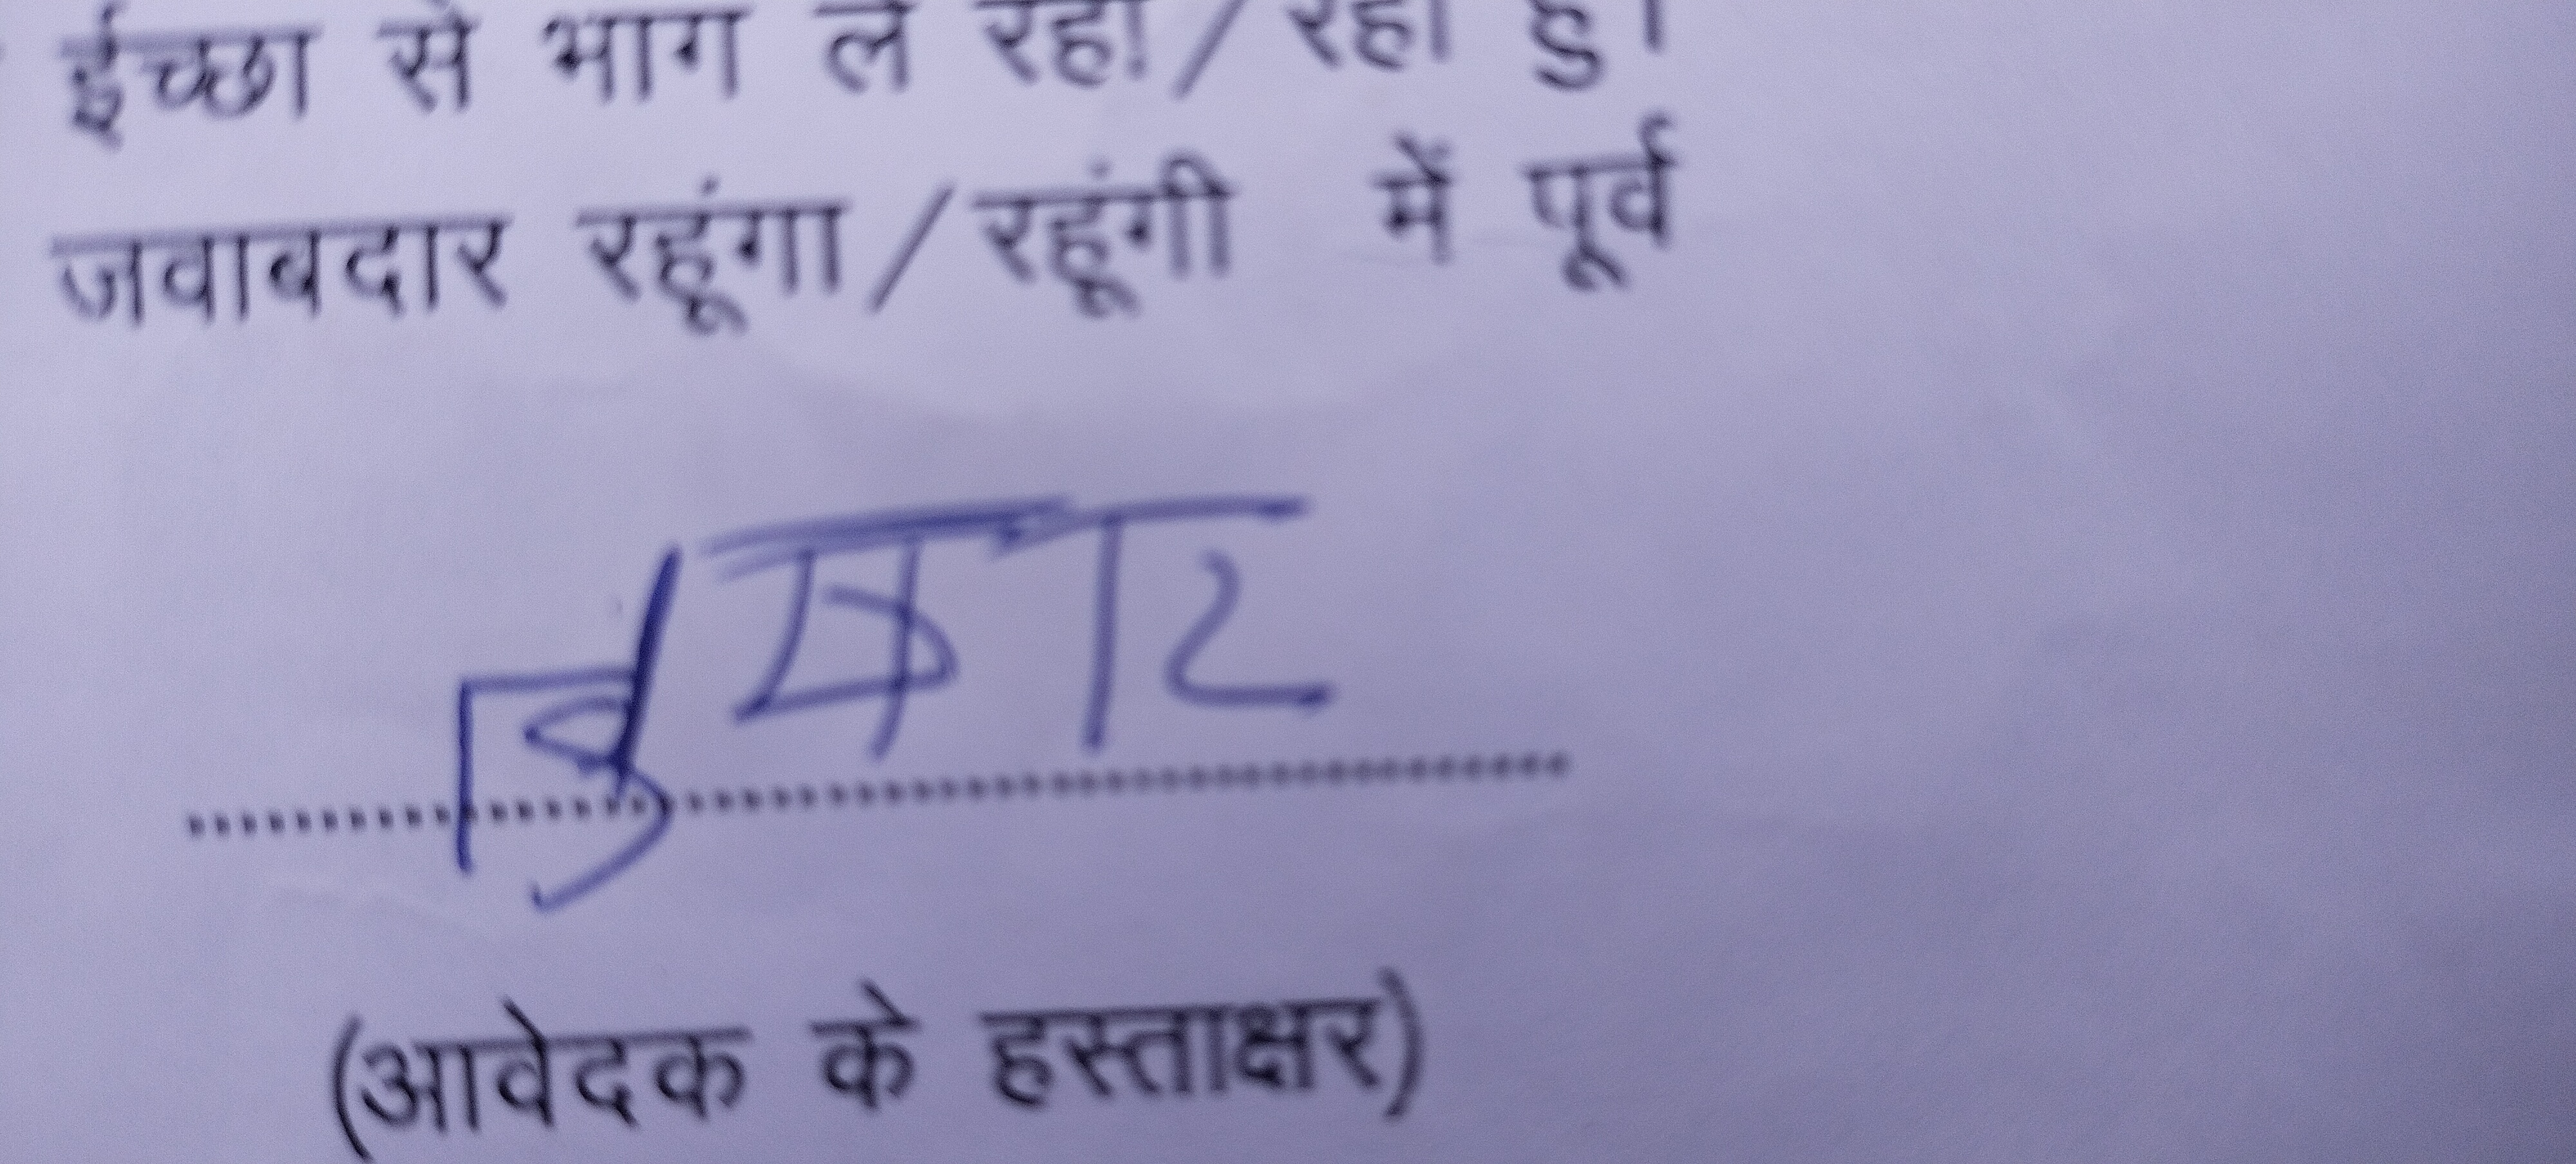 ईच्छा से भाग ले रहा/रही हूँ।
जवाबदार रहूंगा/रहूंगी में पूर्व
(आवेदक के हस्ताक्षर)